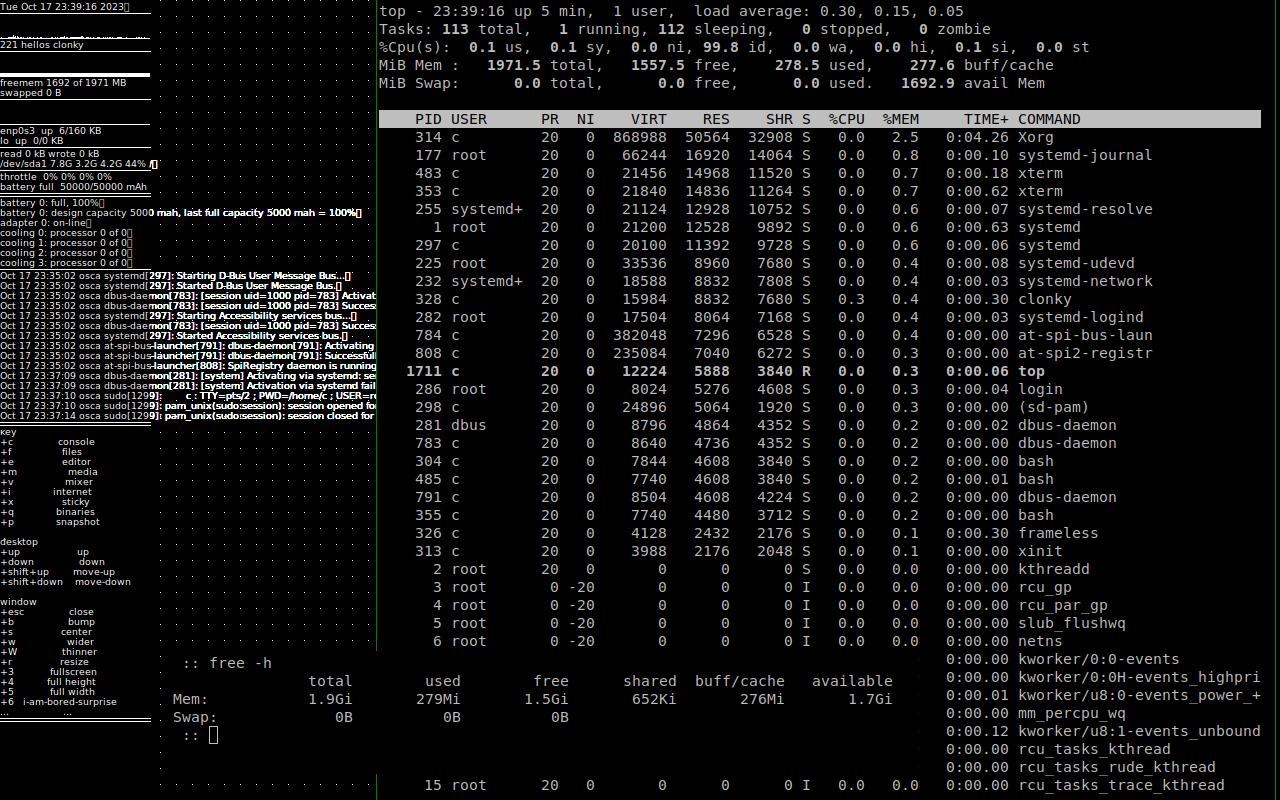 Tue Oct 17 23:39:16 2023
221 hellos clonky
freemem 1692 of 1971 MB
swapped 0 B
enp0s3 up 6/160 KB
lo up 0/0 KB
read 0 kB wrote 0 kB
/dev/sda1 7.8G 3.2G 4.2G 44% /
throttle 0% 0% 0% 0%
battery full 50000/50000 mAh
battery 0: full, 100%
battery 0: design capacity 5000 mah, last full capacity 5000 mah = 100%
adapter 0: on-line
cooling 0: processor 0 of 0
cooling 1: processor 0 of 0
cooling 2: processor 0 of 0
cooling 3: processor 0 of 0
Oct 17 23:35:02 osca systemd[297]: Starting D-Bus User Message Bus...
Oct 17 23:35:02 osca systemd[297]: Started D-Bus User Message Bus.
Oct 17 23:35:02 osca dbus-daemon[783]: [session uid=1000 pid=783] Activat
Oct 17 23:35:02 osca dbus-daemon[783]: [session uid=1000 pid=783] Success
Oct 17 23:35:02 osca systemd[297]: Starting Accessibility services bus...
Oct 17 23:35:02 osca dbus-daemon[783]: [session uid=1000 pid=783] Success
Oct 17 23:35:02 osca systemd[297]: Started Accessibility services bus.
Oct 17 23:35:02 osca at-spi-bus-launcher[791]: dbus-daemon[791]: Activating
Oct 17 23:35:02 osca at-spi-bus-launcher[791]: dbus-daemon[791]: Successfull
Oct 17 23:35:02 osca at-spi-bus-launcher[808]: SpiRegistry daemon is running
Oct 17 23:37:09 osca dbus-daemon[281]: [system] Activating via systemd: se
Oct 17 23:37:09 osca dbus-daemon[281]: [system] Activation via systemd fail
Oct 17 23:37:10 osca sudo[1299]: c : TTY=pts/2 ; PWD=/home/c ; USER=r
Oct 17 23:37:10 osca sudo[1299]: pam_unix(sudo:session): session opened fo
Oct 17 23:37:14 osca sudo[1299]: pam_unix(sudo:session): session closed for
key
+c console
+f files
+e editor
+m media
+v mixer
+i internet
+x sticky
+q binaries
+p snapshot
desktop
+up up
+down down
+shift+up move-up
+shift+down move-down
window
+esc close
+b bump
+s center
+w wider
+W thinner
+r resize
+3 fullscreen
+4 full height
+5 full width
+6 i-am-bored-surprise
... ...
top - 23:39:16 up 5 min, 1 user, load average: 0.30, 0.15, 0.05
Tasks: 113 total, 1 running, 112 sleeping, 0 stopped, 0 zombie
%Cpu(s): 0.1 us, 0.1 sy, 0.0 ni, 99.8 id, 0.0 wa, 0.0 hi, 0.1 si, 0.0 st
MiB Mem : 1971.5 total, 1557.5 free, 278.5 used, 277.6 buff/cache
MiB Swap: 0.0 total, 0.0 free, 0.0 used. 1692.9 avail Mem
PID USER PR NI VIRT RES SHR S %CPU %MEM TIME+ COMMAND
314 c 20 0 868988 50564 32908 S 0.0 2.5 0:04.26 Xorg
177 root 20 0 66244 16920 14064 S 0.0 0.8 0:00.10 systemd-journal
483 c 20 0 21456 14968 11520 S 0.0 0.7 0:00.18 xterm
353 c 20 0 21840 14836 11264 S 0.0 0.7 0:00.62 xterm
255 systemd+ 20 0 21124 12928 10752 S 0.0 0.6 0:00.07 systemd-resolve
1 root 20 0 21200 12528 9892 S 0.0 0.6 0:00.63 systemd
297 c 20 0 20100 11392 9728 S 0.0 0.6 0:00.06 systemd
225 root 20 0 33536 8960 7680 S 0.0 0.4 0:00.08 systemd-udevd
232 systemd+ 20 0 18588 8832 7808 S 0.0 0.4 0:00.03 systemd-network
328 c 20 0 15984 8832 7680 S 0.3 0.4 0:00.30 clonky
282 root 20 0 17504 8064 7168 S 0.0 0.4 0:00.03 systemd-logind
784 c 20 0 382048 7296 6528 S 0.0 0.4 0:00.00 at-spi-bus-laun
808 c 20 0 235084 7040 6272 S 0.0 0.3 0:00.00 at-spi2-registr
1711 c 20 0 12224 5888 3840 R 0.0 0.3 0:00.06 top
286 root 20 0 8024 5276 4608 S 0.0 0.3 0:00.04 login
298 c 20 0 24896 5064 1920 S 0.0 0.3 0:00.00 (sd-pam)
281 dbus 20 0 8796 4864 4352 S 0.0 0.2 0:00.02 dbus-daemon
783 c 20 0 8640 4736 4352 S 0.0 0.2 0:00.00 dbus-daemon
304 c 20 0 7844 4608 3840 S 0.0 0.2 0:00.00 bash
485 c 20 0 7740 4608 3840 S 0.0 0.2 0:00.01 bash
791 c 20 0 8504 4608 4224 S 0.0 0.2 0:00.00 dbus-daemon
355 c 20 0 7740 4480 3712 S 0.0 0.2 0:00.00 bash
326 c 20 0 4128 2432 2176 S 0.0 0.1 0:00.30 frameless
313 c 20 0 3988 2176 2048 S 0.0 0.1 0:00.00 xinit
2 root 20 0 0 0 0 S 0.0 0.0 0:00.00 kthreadd
3 root 0 -20 0 0 0 I 0.0 0.0 0:00.00 rcu_gp
4 root 0 -20 0 0 0 I 0.0 0.0 0:00.00 rcu_par_gp
5 root 0 -20 0 0 0 I 0.0 0.0 0:00.00 slub_flushwq
6 root 0 -20 0 0 0 I 0.0 0.0 0:00.00 netns
0:00.00 kworker/0:0-events
0:00.00 kworker/0:0H-events_highpri
0:00.01 kworker/u8:0-events_power_+
0:00.00 mm_percpu_wq
0:00.12 kworker/u8:1-events_unbound
0:00.00 rcu_tasks_kthread
0:00.00 rcu_tasks_rude_kthread
15 root 20 0 0 0 0 I 0.0 0.0 0:00.00 rcu_tasks_trace_kthread
:: free -h
total used free shared buff/cache available
Mem: 1.9Gi 279Mi 1.5Gi 652Ki 276Mi 1.7Gi
Swap: 0B 0B 0B
::